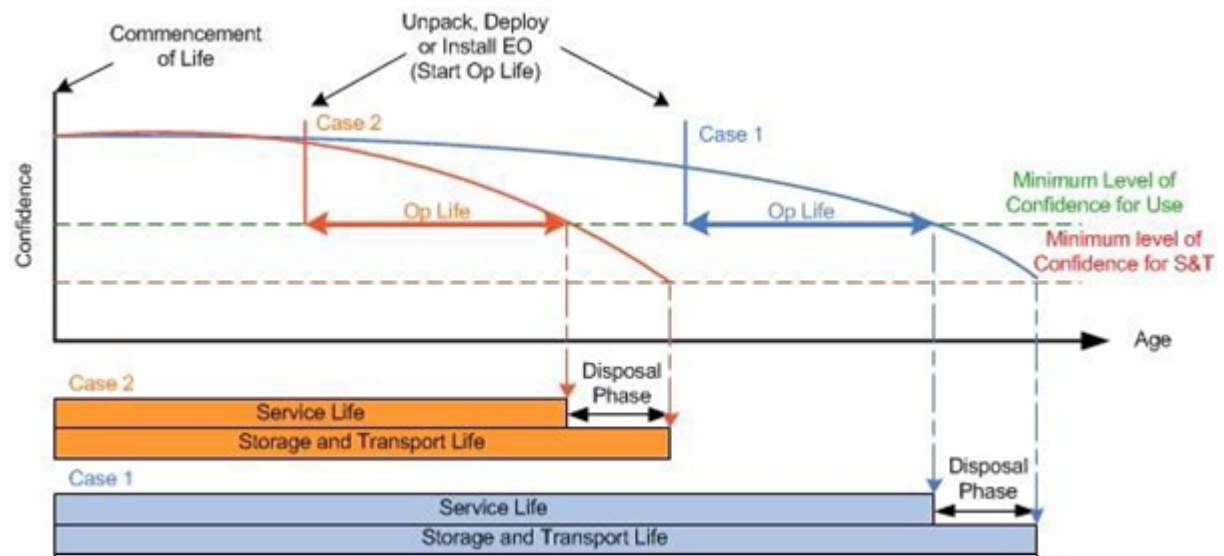 Commencement
of Life
Unpack, Deploy
or Install EO
(Start Op Life)
Case 2
Case 1
Confidence
Op Life
Op Life
Minimum Level of
Confidence for Use
Minimum level of
Confidence for S&T
Age
Case 2
Disposal
Phase
Service Life
Storage and Transport Life
Case 1
Disposal
Phase
Service Life
Storage and Transport Life